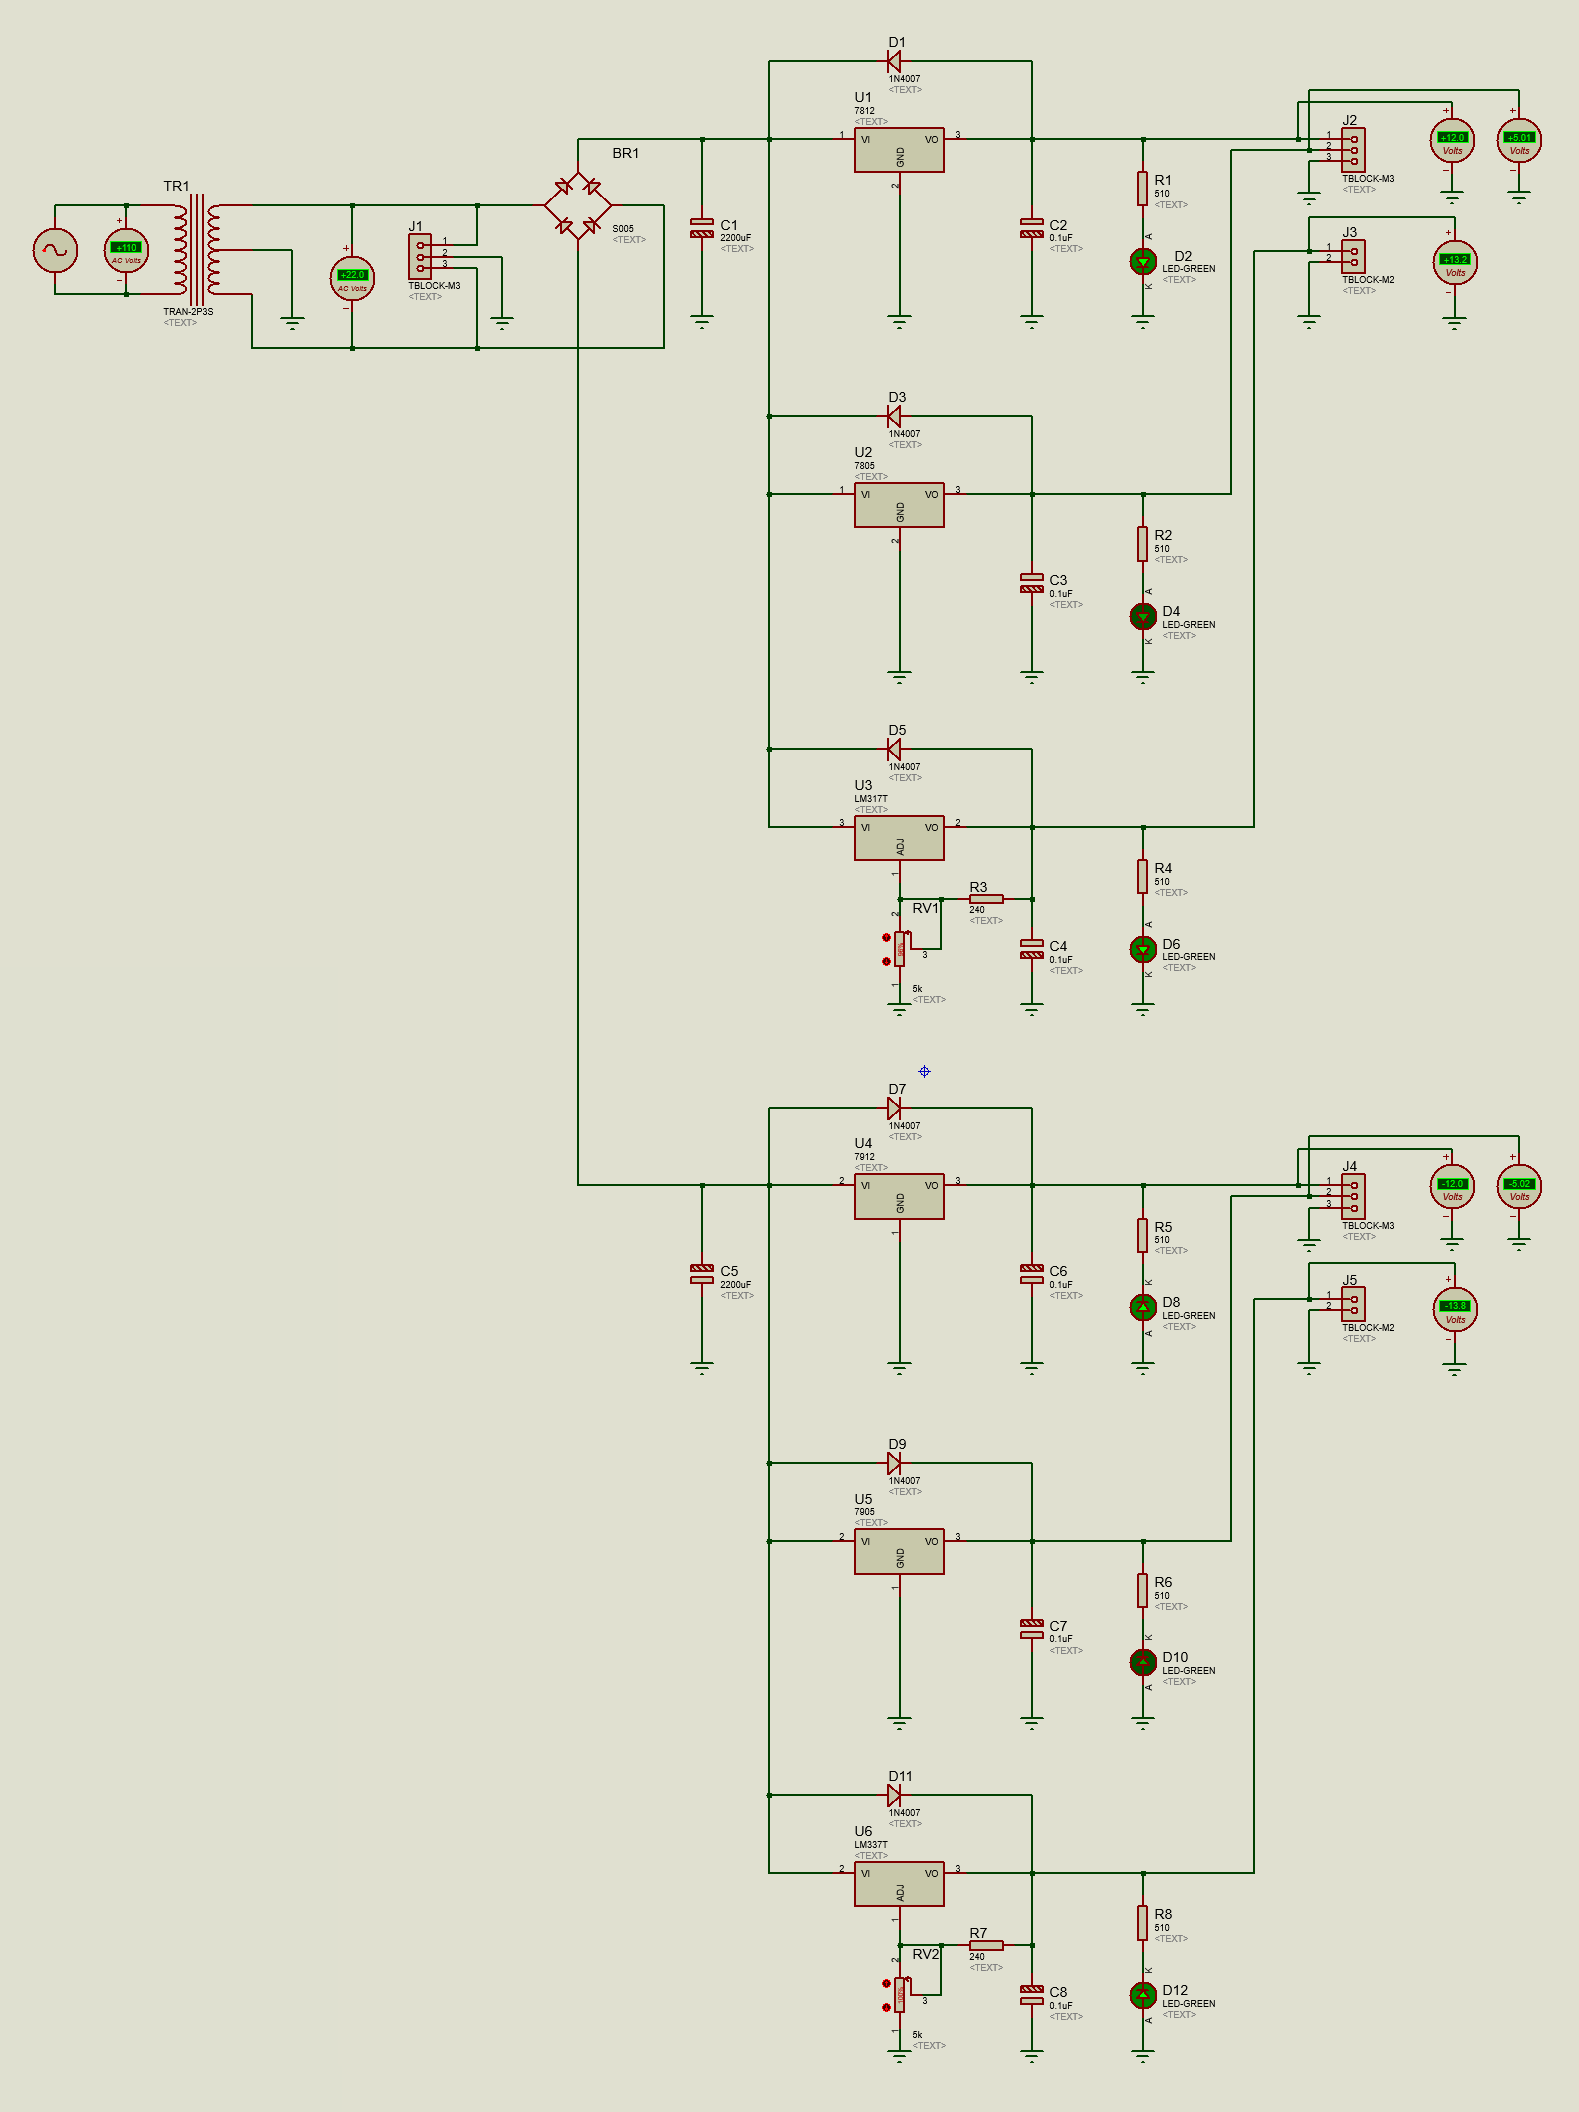 TR1
TRAN-2P3S
<TEXT>
+
+110
AC Volts
−
+
+22.0
AC Volts
−
J1
1
2
3
TBLOCK-M3
<TEXT>
BR1
S005
<TEXT>
C1
2200uF
<TEXT>
D1
1N4007
<TEXT>
U1
7812
<TEXT>
1
VI
VO
3
GND
2
C2
0.1uF
<TEXT>
R1
510
<TEXT>
A
D2
LED-GREEN
<TEXT>
K
J2
1
2
3
TBLOCK-M3
<TEXT>
+
+12.0
Volts
−
+
+5.01
Volts
−
J3
1
2
TBLOCK-M2
<TEXT>
+
+13.2
Volts
−
D3
1N4007
<TEXT>
U2
7805
<TEXT>
1
VI
VO
3
GND
2
C3
0.1uF
<TEXT>
R2
510
<TEXT>
A
D4
LED-GREEN
<TEXT>
K
D5
1N4007
<TEXT>
U3
LM317T
<TEXT>
3
VI
VO
2
ADJ
1
R3
240
<TEXT>
RV1
2
3
1
5k
<TEXT>
C4
0.1uF
<TEXT>
R4
510
<TEXT>
A
D6
LED-GREEN
<TEXT>
K
D7
1N4007
<TEXT>
U4
7912
<TEXT>
2
VI
VO
3
GND
1
C5
2200uF
<TEXT>
C6
0.1uF
<TEXT>
R5
510
<TEXT>
K
D8
LED-GREEN
<TEXT>
A
J4
1
2
3
TBLOCK-M3
<TEXT>
+
-12.0
Volts
−
+
-5.02
Volts
−
J5
1
2
TBLOCK-M2
<TEXT>
+
-13.8
Volts
−
D9
1N4007
<TEXT>
U5
7905
<TEXT>
2
VI
VO
3
GND
1
C7
0.1uF
<TEXT>
R6
510
<TEXT>
K
D10
LED-GREEN
<TEXT>
A
D11
1N4007
<TEXT>
U6
LM337T
<TEXT>
2
VI
VO
3
ADJ
1
R7
240
<TEXT>
RV2
2
100%
3
1
5k
<TEXT>
C8
0.1uF
<TEXT>
R8
510
<TEXT>
K
D12
LED-GREEN
<TEXT>
A